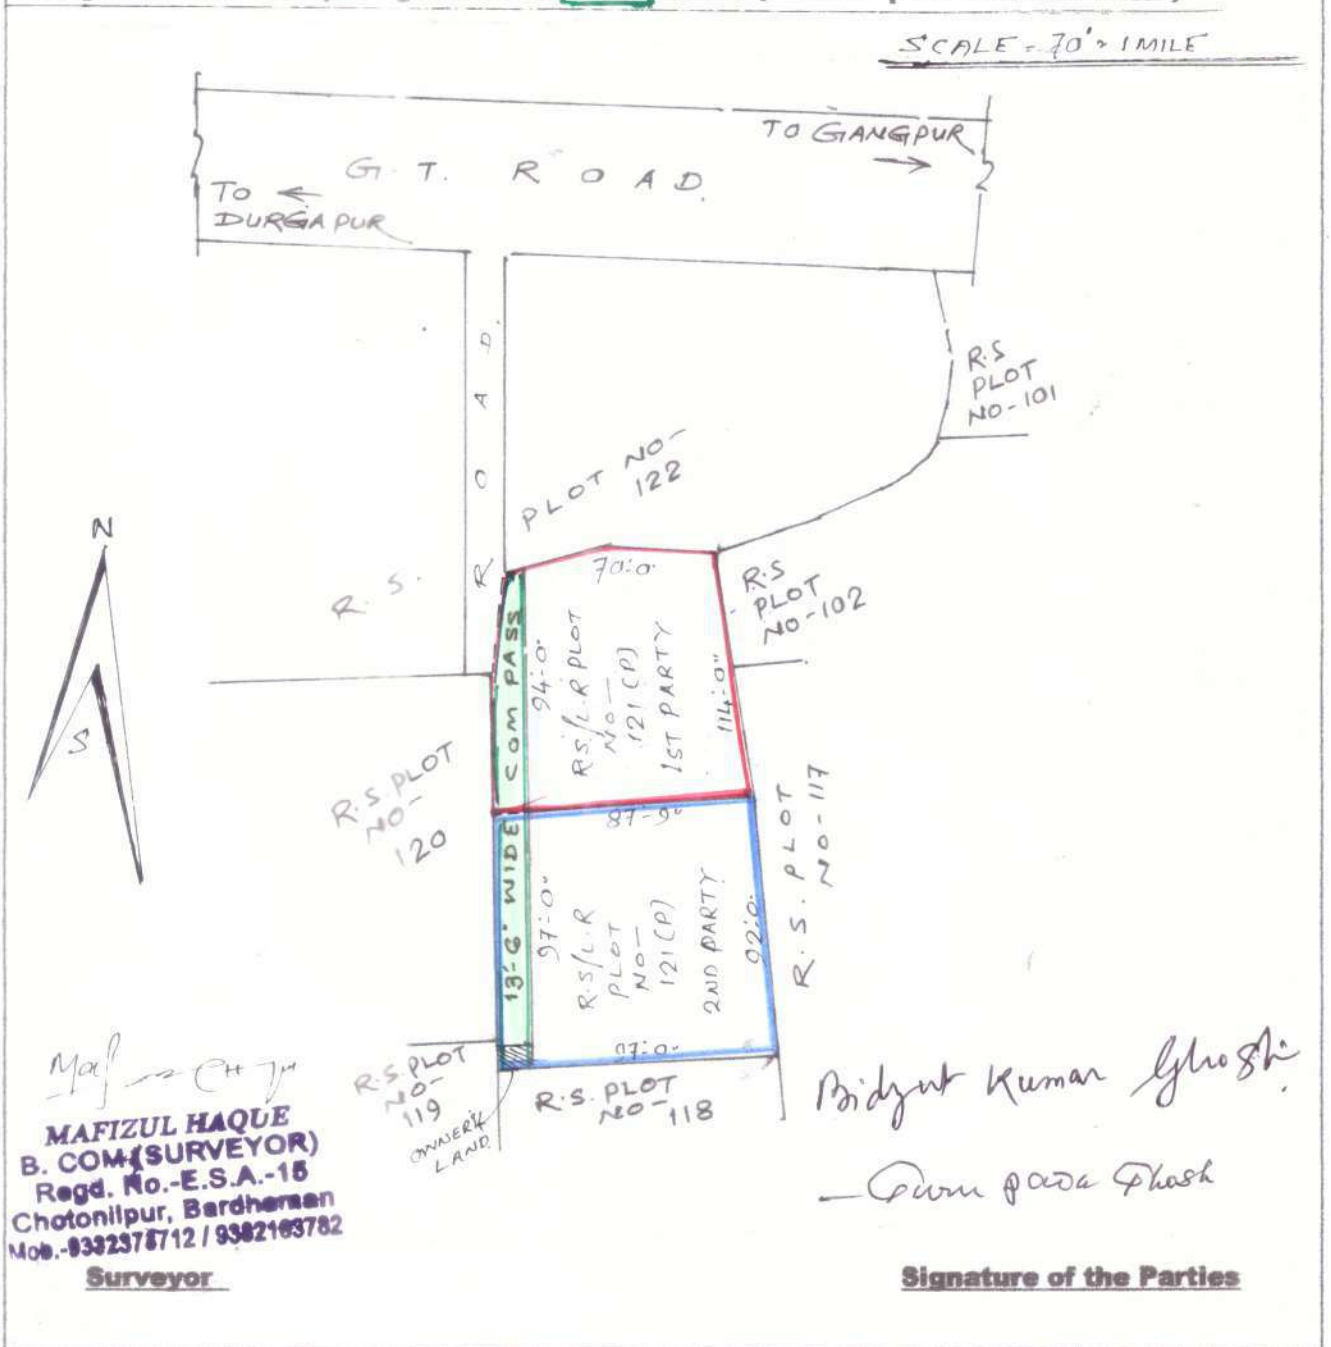 SCALE - 70' = 1 MILE
TO GANGPUR
G. T. ROAD.
TO
DURGAPUR
ROAD.
R.S
PLOT
NO-101
PLOT NO-
122
N
R. S.
70'-0"
R.S
PLOT
NO-102
13'-6" WIDE COM PASS
94'-0"
R.S/L.R PLOT
NO-
121 (P)
1ST PARTY
114'-0"
S
R.S. PLOT
NO-
120
87'-9"
R.S. PLOT
NO-117
97'-0"
R.S/L.R
PLOT
NO-
121 (P)
2ND PARTY
92'-0"
97'-0"
R.S. PLOT
NO-
119
R.S. PLOT
NO-
118
OWNER'S
LAND.
MAFIZUL HAQUE
B. COM (SURVEYOR)
Regd. No.-E.S.A.-15
Chotonilpur, Bardhaman
Bidyut Kumar Ghosh
Guru pada Ghosh
Surveyor
Signature of the Parties